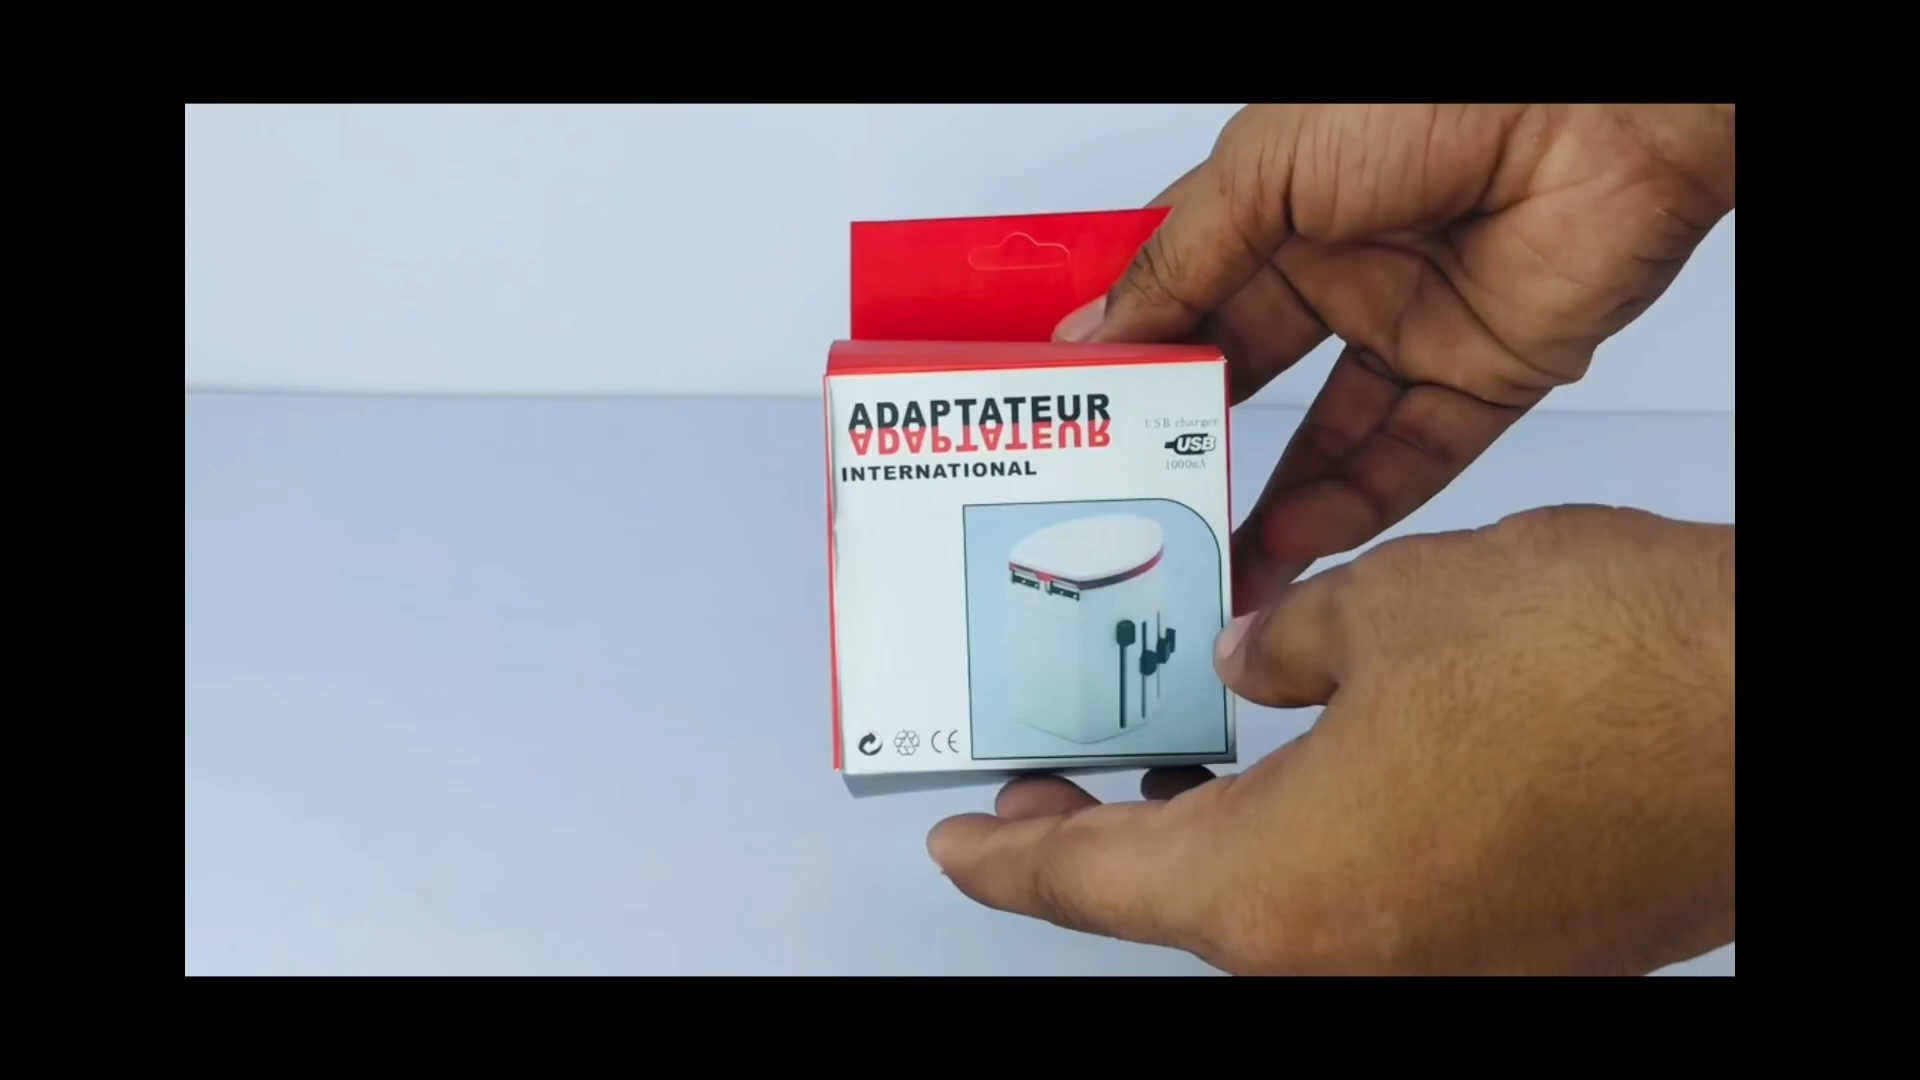 ADAPTATEUR
ADAPTATEUR
INTERNATIONAL
USB charger
USB
1000mA
CE